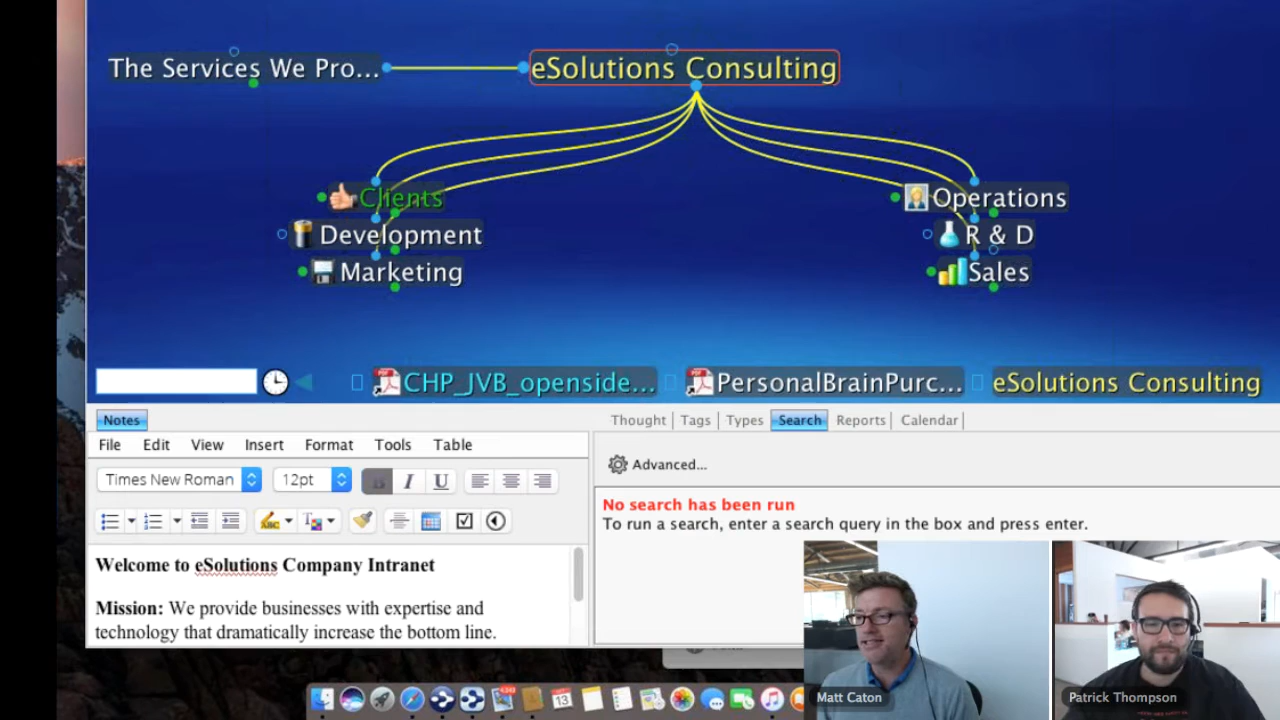 The Services We Pro...
eSolutions Consulting
Clients
Operations
Development
R & D
Marketing
Sales
CHP_JVB_openside...
PersonalBrainPurc...
eSolutions Consulting
Notes
Thought
Tags
Types
Search
Reports
Calendar
File Edit View Insert Format Tools Table
Advanced...
Times New Roman
12pt
B I U
No search has been run
To run a search, enter a search query in the box and press enter.
ABC
T
Welcome to eSolutions Company Intranet
Mission: We provide businesses with expertise and
technology that dramatically increase the bottom line.
13
Matt Caton
Patrick Thompson